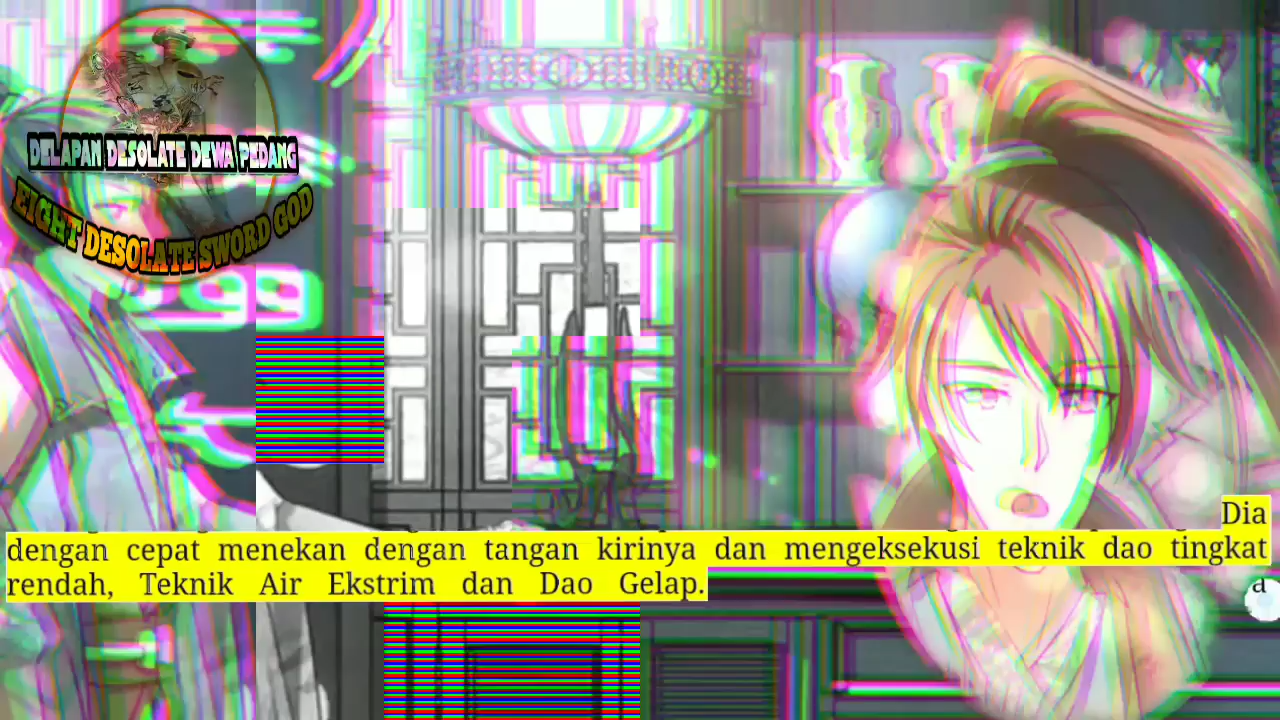 DELAPAN DESOLATE DEWA PEDANG
EIGHT DESOLATE SWORD GOD
99
Dia
dengan cepat menekan dengan tangan kirinya dan mengeksekusi teknik dao tingkat
rendah, Teknik Air Ekstrim dan Dao Gelap.
a